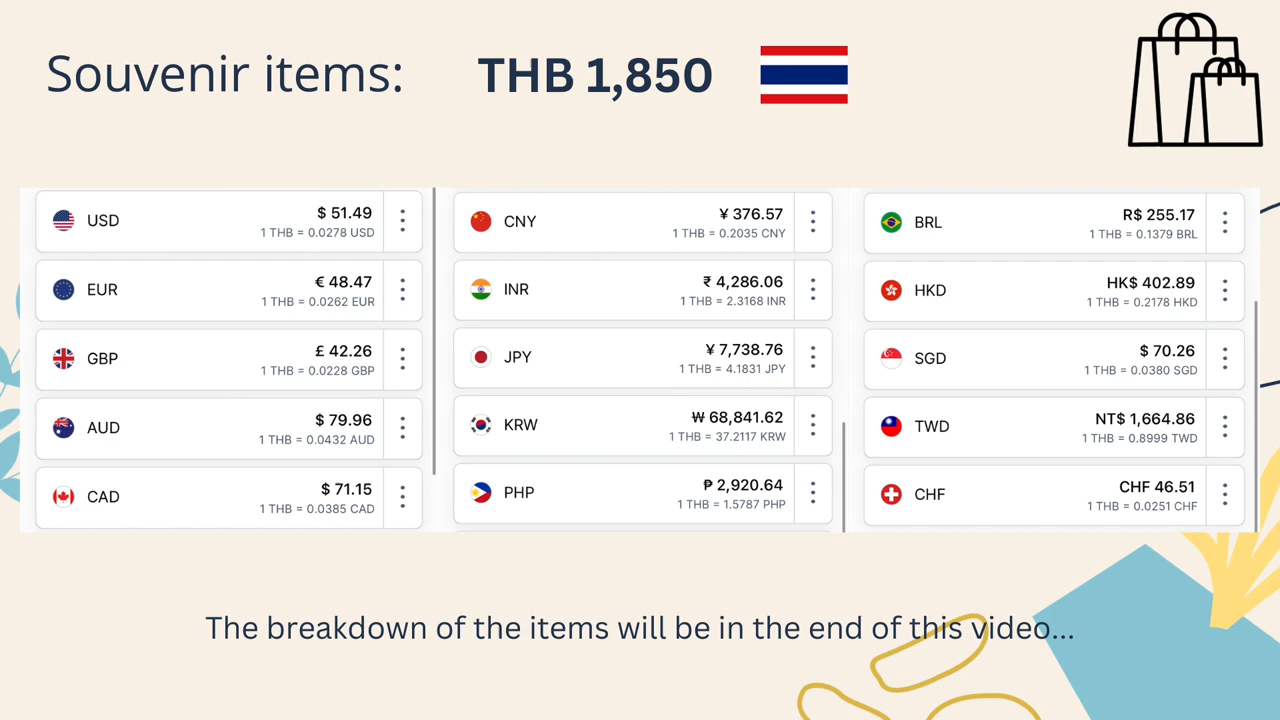 Souvenir items: THB 1,850
USD $ 51.49
1 THB = 0.0278 USD
EUR € 48.47
1 THB = 0.0262 EUR
GBP £ 42.26
1 THB = 0.0228 GBP
AUD $ 79.96
1 THB = 0.0432 AUD
CAD $ 71.15
1 THB = 0.0385 CAD
CNY ¥ 376.57
1 THB = 0.2035 CNY
INR ₹ 4,286.06
1 THB = 2.3168 INR
JPY ¥ 7,738.76
1 THB = 4.1831 JPY
KRW ₩ 68,841.62
1 THB = 37.2117 KRW
PHP ₱ 2,920.64
1 THB = 1.5787 PHP
BRL R$ 255.17
1 THB = 0.1379 BRL
HKD HK$ 402.89
1 THB = 0.2178 HKD
SGD $ 70.26
1 THB = 0.0380 SGD
TWD NT$ 1,664.86
1 THB = 0.8999 TWD
CHF CHF 46.51
1 THB = 0.0251 CHF
The breakdown of the items will be in the end of this video...